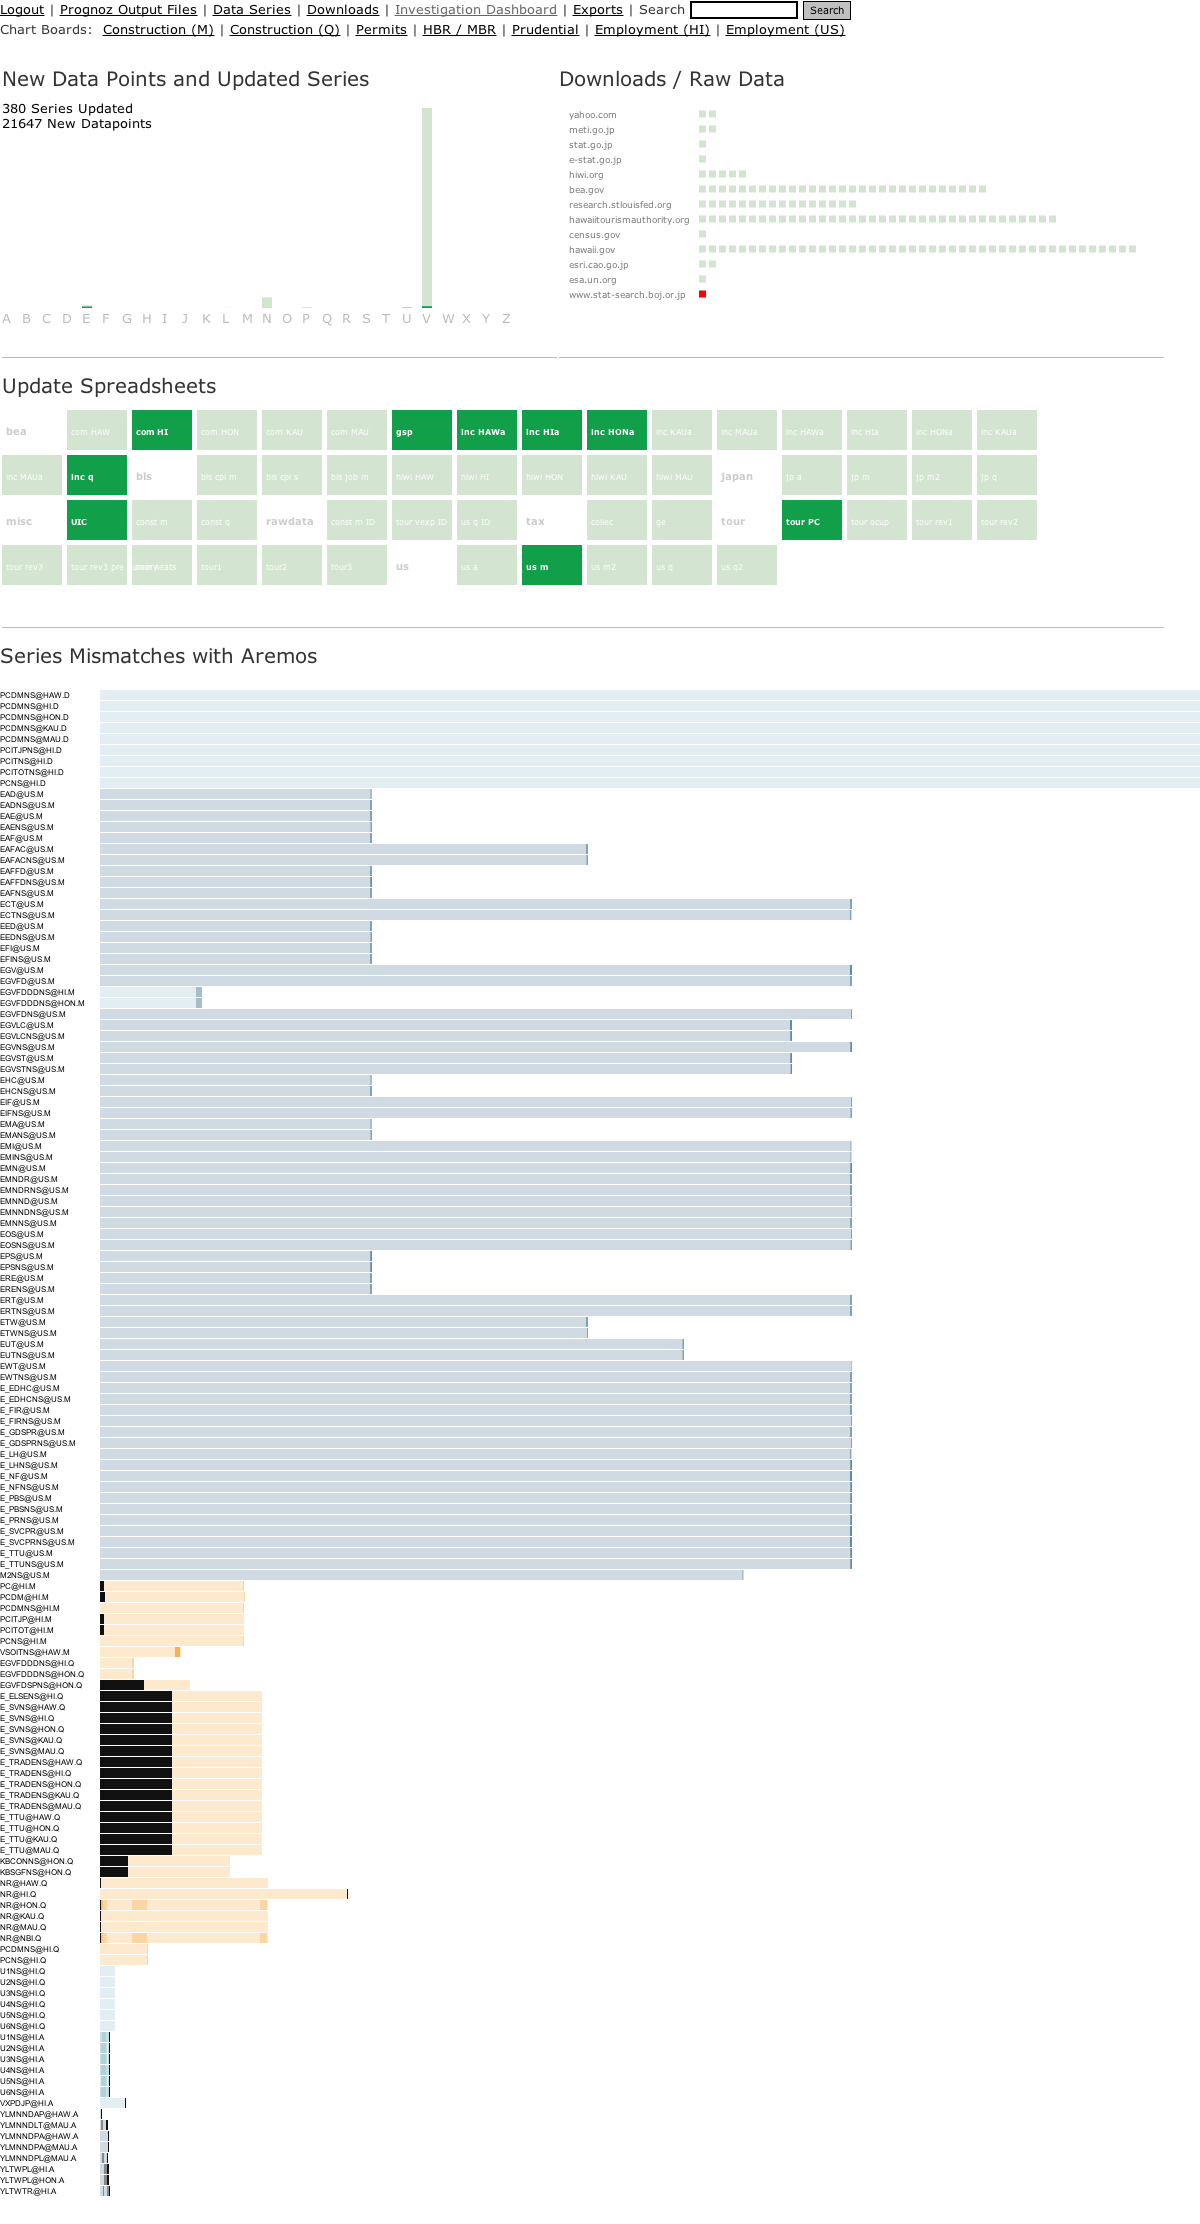 Logout | Prognoz Output Files | Data Series | Downloads | Investigation Dashboard | Exports | Search Search
Chart Boards: Construction (M) | Construction (Q) | Permits | HBR / MBR | Prudential | Employment (HI) | Employment (US)
New Data Points and Updated Series
380 Series Updated
21647 New Datapoints
A B C D E F G H I J K L M N O P Q R S T U V W X Y Z
Downloads / Raw Data
yahoo.com
meti.go.jp
stat.go.jp
e-stat.go.jp
hiwi.org
bea.gov
research.stlouisfed.org
hawaiitourismauthority.org
census.gov
hawaii.gov
esri.cao.go.jp
esa.un.org
www.stat-search.boj.or.jp
Update Spreadsheets
bea com HAW com HI com HON com KAU com MAU gsp inc HAWa inc HIa inc HONa inc KAUa inc MAUa inc HAWa inc HIa inc HONa inc KAUa
inc MAUa inc q bls bls cpi m bls cpi s bls job m hiwi HAW hiwi HI hiwi HON hiwi KAU hiwi MAU japan jp a jp m jp m2 jp q
misc UIC const m const q rawdata const m ID tour vexp ID us q ID tax collec ge tour tour PC tour ocup tour rev1 tour rev2
tour rev3 tour rev3 pre tour seats tour1 tour2 tour3 us us a us m us m2 us q us q2
Series Mismatches with Aremos
PCDMNS@HAW.D
PCDMNS@HI.D
PCDMNS@HON.D
PCDMNS@KAU.D
PCDMNS@MAU.D
PCITJPNS@HI.D
PCITNS@HI.D
PCITOTNS@HI.D
PCNS@HI.D
EAD@US.M
EADNS@US.M
EAE@US.M
EAENS@US.M
EAF@US.M
EAFAC@US.M
EAFACNS@US.M
EAFFD@US.M
EAFFDNS@US.M
EAFNS@US.M
ECT@US.M
ECTNS@US.M
EED@US.M
EEDNS@US.M
EFI@US.M
EFINS@US.M
EGV@US.M
EGVFD@US.M
EGVFDDDNS@HI.M
EGVFDDDNS@HON.M
EGVFDNS@US.M
EGVLC@US.M
EGVLCNS@US.M
EGVNS@US.M
EGVST@US.M
EGVSTNS@US.M
EHC@US.M
EHCNS@US.M
EIF@US.M
EIFNS@US.M
EMA@US.M
EMANS@US.M
EMI@US.M
EMINS@US.M
EMN@US.M
EMNDR@US.M
EMNDRNS@US.M
EMNND@US.M
EMNNDNS@US.M
EMNNS@US.M
EOS@US.M
EOSNS@US.M
EPS@US.M
EPSNS@US.M
ERE@US.M
ERENS@US.M
ERT@US.M
ERTNS@US.M
ETW@US.M
ETWNS@US.M
EUT@US.M
EUTNS@US.M
EWT@US.M
EWTNS@US.M
E_EDHC@US.M
E_EDHCNS@US.M
E_FIR@US.M
E_FIRNS@US.M
E_GDSPR@US.M
E_GDSPRNS@US.M
E_LH@US.M
E_LHNS@US.M
E_NF@US.M
E_NFNS@US.M
E_PBS@US.M
E_PBSNS@US.M
E_PRNS@US.M
E_SVCPR@US.M
E_SVCPRNS@US.M
E_TTU@US.M
E_TTUNS@US.M
M2NS@US.M
PC@HI.M
PCDM@HI.M
PCDMNS@HI.M
PCITJP@HI.M
PCITOT@HI.M
PCNS@HI.M
VSOITNS@HAW.M
EGVFDDDNS@HI.Q
EGVFDDDNS@HON.Q
EGVFDSPNS@HON.Q
E_ELSENS@HI.Q
E_SVNS@HAW.Q
E_SVNS@HI.Q
E_SVNS@HON.Q
E_SVNS@KAU.Q
E_SVNS@MAU.Q
E_TRADENS@HAW.Q
E_TRADENS@HI.Q
E_TRADENS@HON.Q
E_TRADENS@KAU.Q
E_TRADENS@MAU.Q
E_TTU@HAW.Q
E_TTU@HON.Q
E_TTU@KAU.Q
E_TTU@MAU.Q
KBCONNS@HON.Q
KBSGFNS@HON.Q
NR@HAW.Q
NR@HI.Q
NR@HON.Q
NR@KAU.Q
NR@MAU.Q
NR@NBI.Q
PCDMNS@HI.Q
PCNS@HI.Q
U1NS@HI.Q
U2NS@HI.Q
U3NS@HI.Q
U4NS@HI.Q
U5NS@HI.Q
U6NS@HI.Q
U1NS@HI.A
U2NS@HI.A
U3NS@HI.A
U4NS@HI.A
U5NS@HI.A
U6NS@HI.A
VXPDJP@HI.A
YLMNNDAP@HAW.A
YLMNNDLT@MAU.A
YLMNNDPA@HAW.A
YLMNNDPA@MAU.A
YLMNNDPL@MAU.A
YLTWPL@HI.A
YLTWPL@HON.A
YLTWTR@HI.A